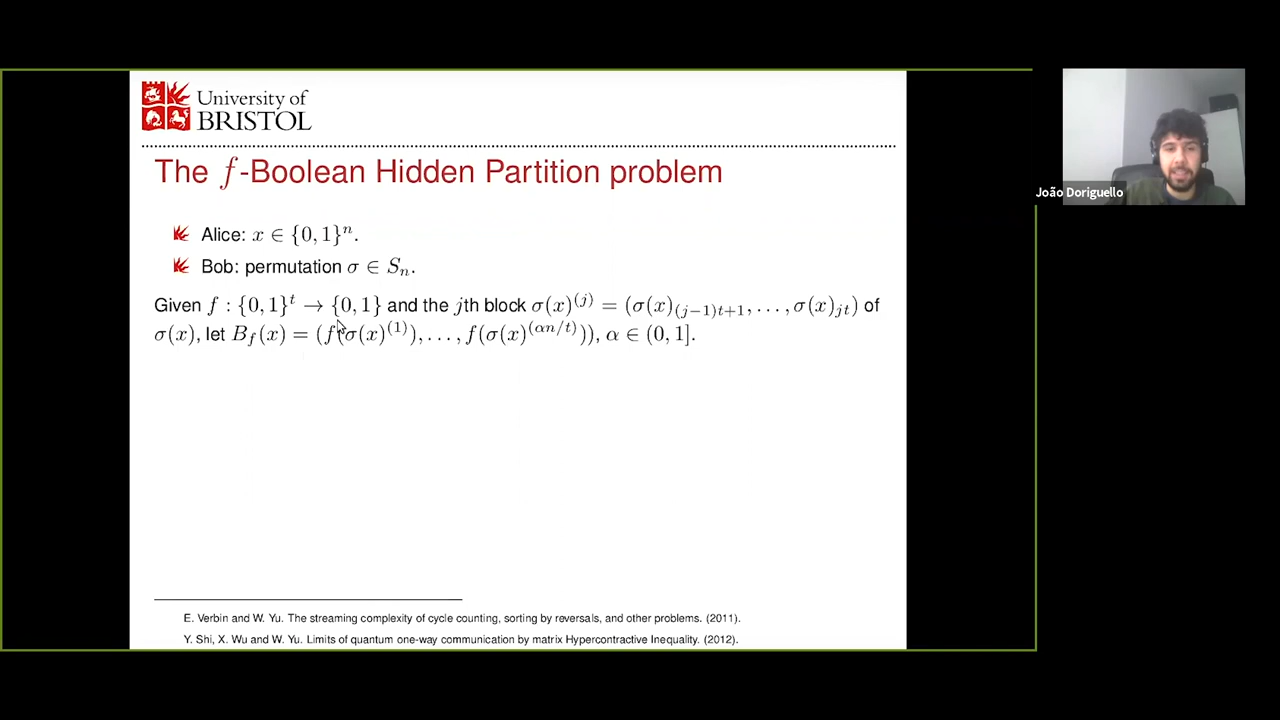 University of
BRISTOL
The f-Boolean Hidden Partition problem
Alice: x ∈ {0, 1}ⁿ.
Bob: permutation σ ∈ Sₙ.
Given f : {0, 1}ᵗ → {0, 1} and the jth block σ(x)^{(j)} = (σ(x)_{(j−1)t+1}, . . . , σ(x)_{jt}) of
σ(x), let B_f(x) = (f(σ(x)^{(1)}), . . . , f(σ(x)^{(αn/t)})), α ∈ (0, 1].
E. Verbin and W. Yu. The streaming complexity of cycle counting, sorting by reversals, and other problems. (2011).
Y. Shi, X. Wu and W. Yu. Limits of quantum one-way communication by matrix Hypercontractive Inequality. (2012).
João Doriguello